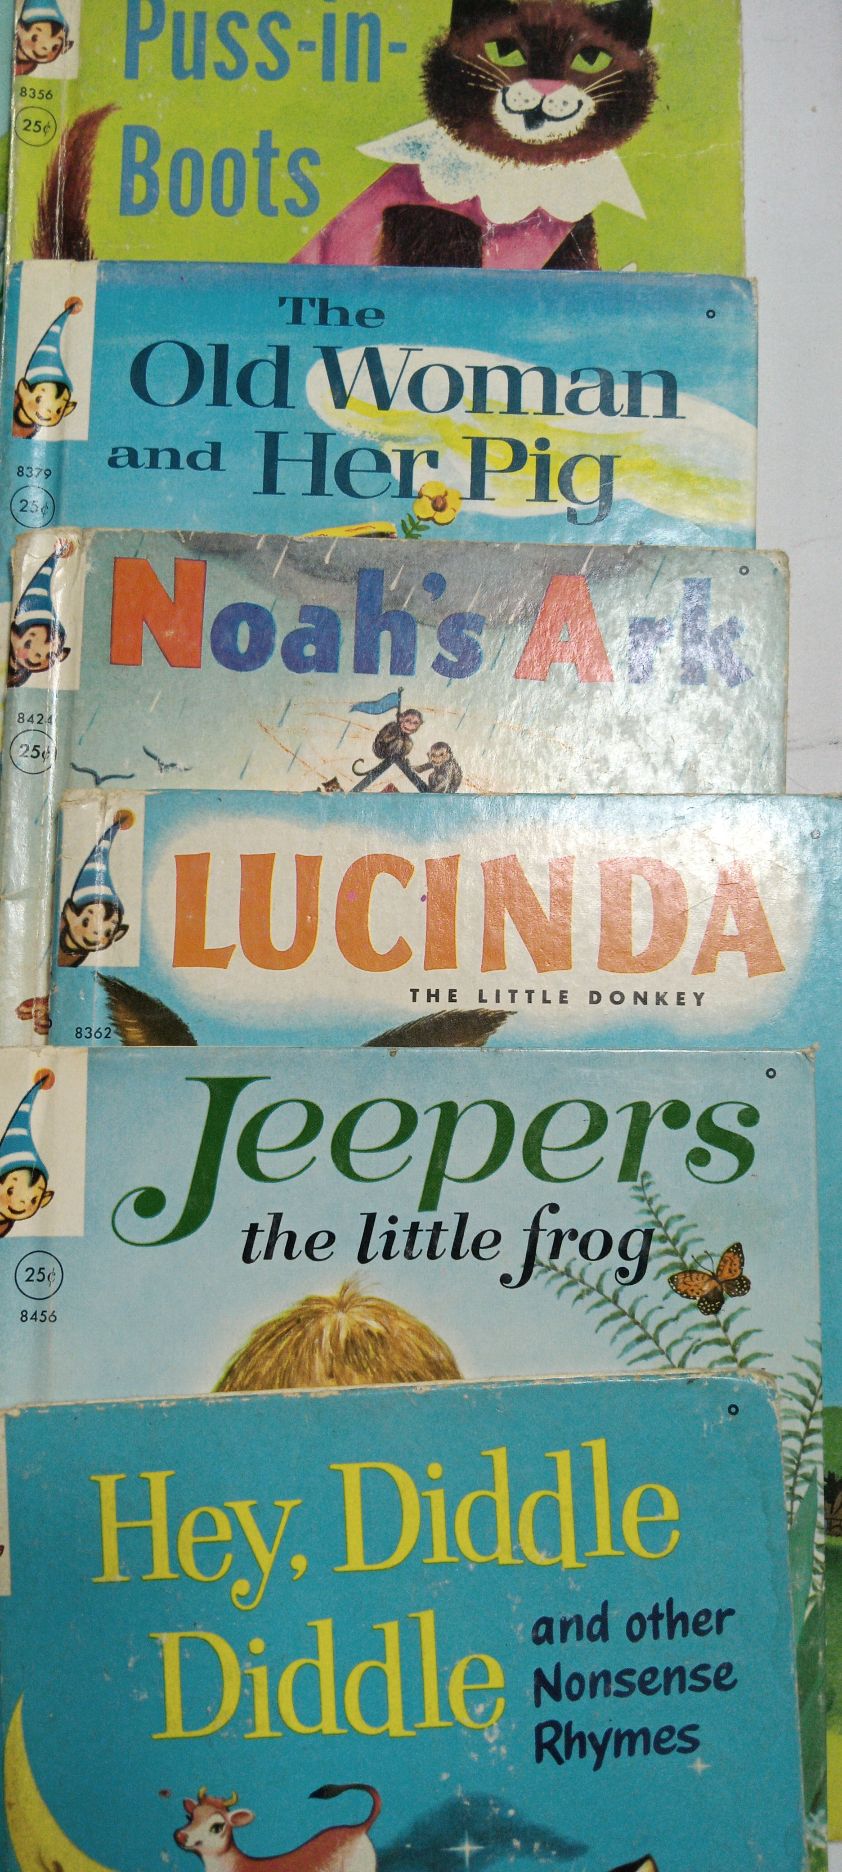 Puss-in-
Boots
8356
25¢
The
Old Woman
and Her Pig
8379
25¢
Noah's Ark
8424
25¢
LUCINDA
THE LITTLE DONKEY
8362
Jeepers
the little frog
25¢
8456
Hey, Diddle
Diddle
and other
Nonsense
Rhymes